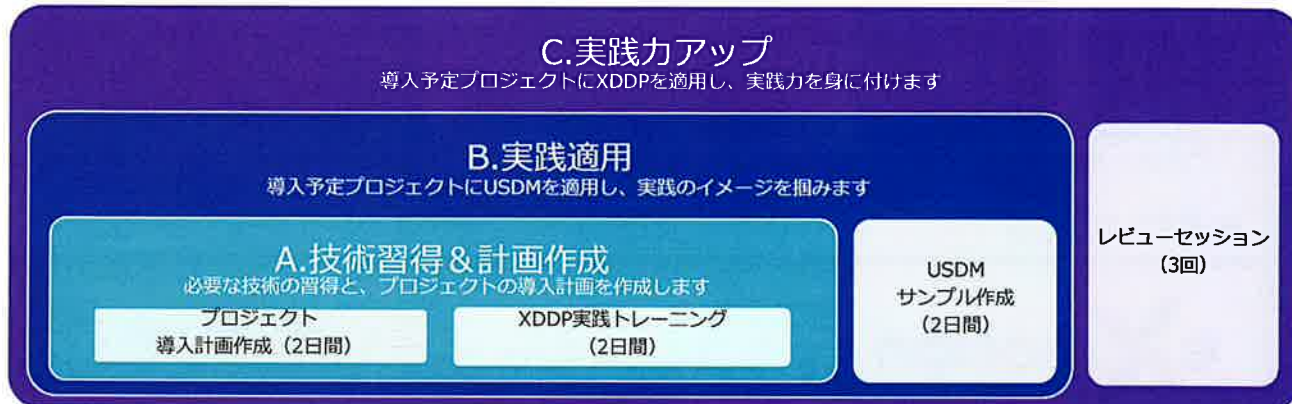 C.実践力アップ
導入予定プロジェクトにXDDPを適用し、実践力を身に付けます
B.実践適用
導入予定プロジェクトにUSDMを適用し、実践のイメージを掴みます
A.技術習得＆計画作成
必要な技術の習得と、プロジェクトの導入計画を作成します
プロジェクト
導入計画作成（2日間）
XDDP実践トレーニング
（2日間）
USDM
サンプル作成
（2日間）
レビューセッション
（3回）